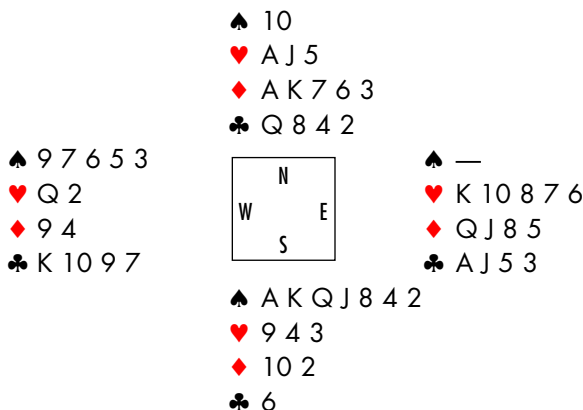 ♠ 10
♥ A J 5
♦ A K 7 6 3
♣ Q 8 4 2
♠ 9 7 6 5 3
♥ Q 2
♦ 9 4
♣ K 10 9 7
N
W E
S
♠ —
♥ K 10 8 7 6
♦ Q J 8 5
♣ A J 5 3
♠ A K Q J 8 4 2
♥ 9 4 3
♦ 10 2
♣ 6